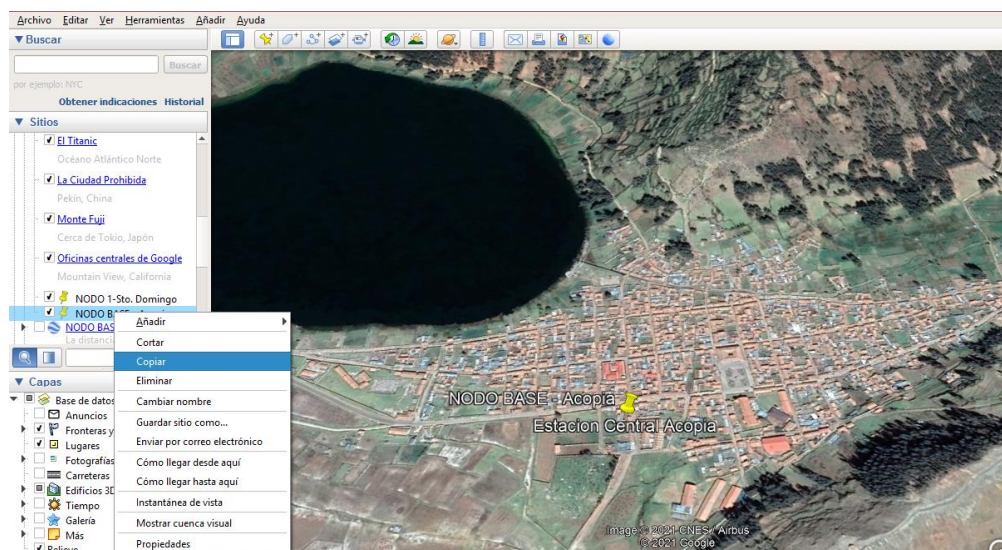 Archivo Editar Ver Herramientas Añadir Ayuda
Buscar
Buscar
por ejemplo: NYC
Obtener indicaciones Historial
Sitios
El Titanic
Océano Atlántico Norte
La Ciudad Prohibida
Pekín, China
Monte Fuji
Cerca de Tokio, Japón
Oficinas centrales de Google
Mountain View, California
NODO 1-Sto. Domingo
NODO
NODO BAS
La distanci
Añadir
Cortar
Copiar
Eliminar
Cambiar nombre
Guardar sitio como...
Enviar por correo electrónico
Cómo llegar desde aquí
Cómo llegar hasta aquí
Instantánea de vista
Mostrar cuenca visual
Propiedades
Capas
Base de datos
Anuncios
Fronteras y
Lugares
Fotografías
Carreteras
Edificios 3D
Tiempo
Galería
Más
Relieve
NODO BASE - Acopia
Estacion Central Acopia
Image © 2021 CNES / Airbus
© 2021 Google